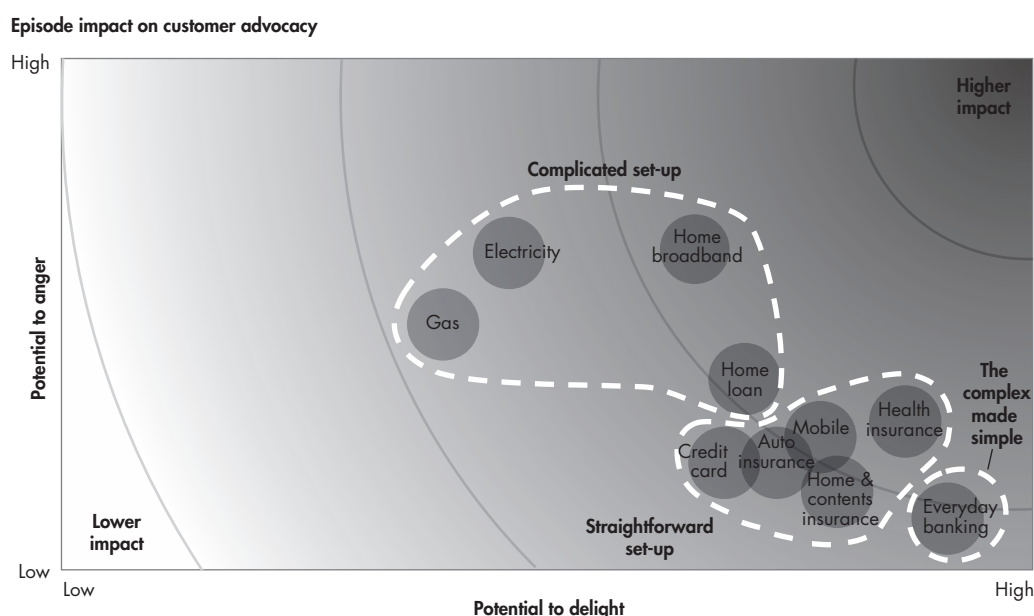 Episode impact on customer advocacy
High
Higher
impact
Complicated set-up
Electricity
Home
broadband
Potential to anger
Gas
Home
loan
The
complex
made
simple
Health
insurance
Mobile
Auto
insurance
Credit
card
Home &
contents
insurance
Everyday
banking
Lower
impact
Straightforward
set-up
Low
Low
High
Potential to delight